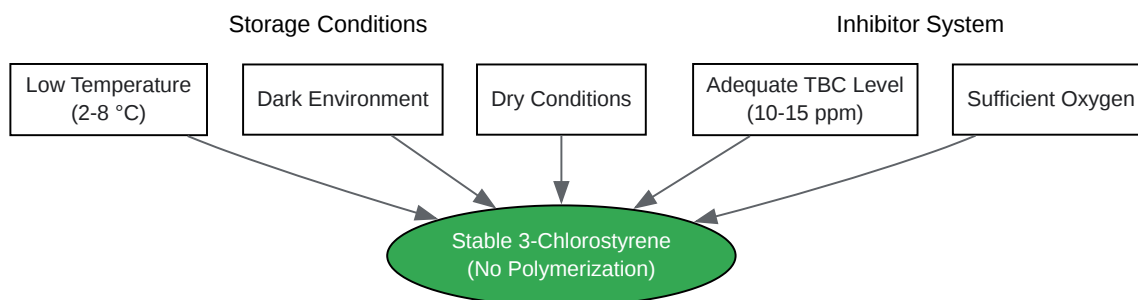 Storage Conditions
Inhibitor System
Low Temperature
(2-8 °C)
Dark Environment
Dry Conditions
Adequate TBC Level
(10-15 ppm)
Sufficient Oxygen
Stable 3-Chlorostyrene
(No Polymerization)